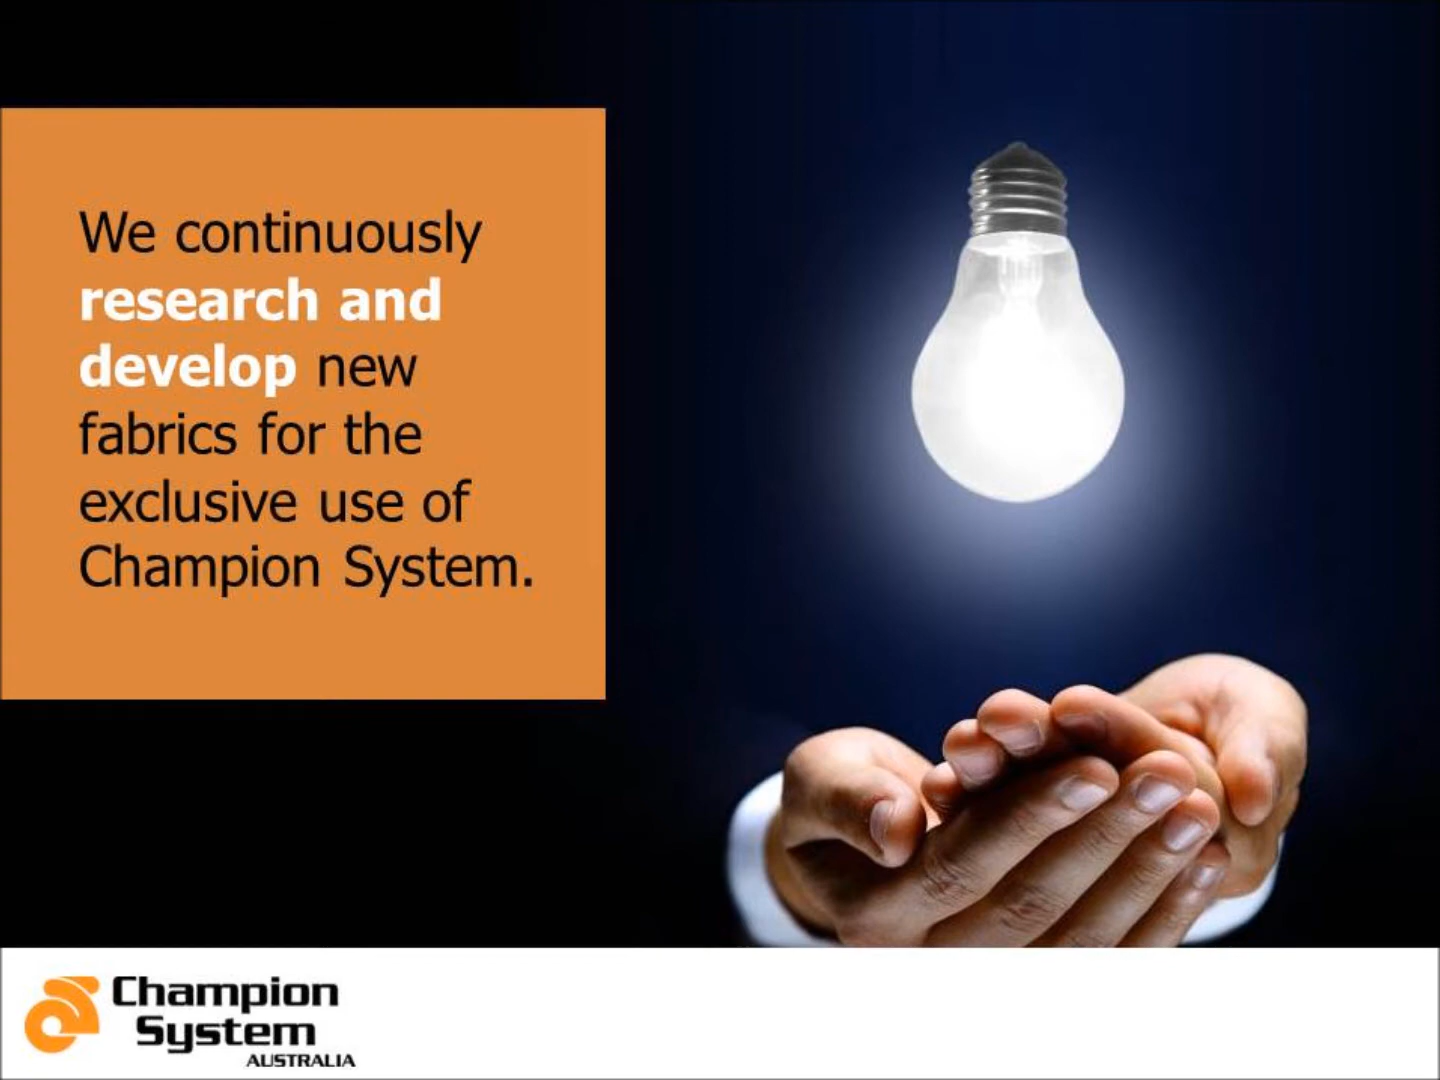 We continuously
research and
develop new
fabrics for the
exclusive use of
Champion System.
Champion
System
AUSTRALIA